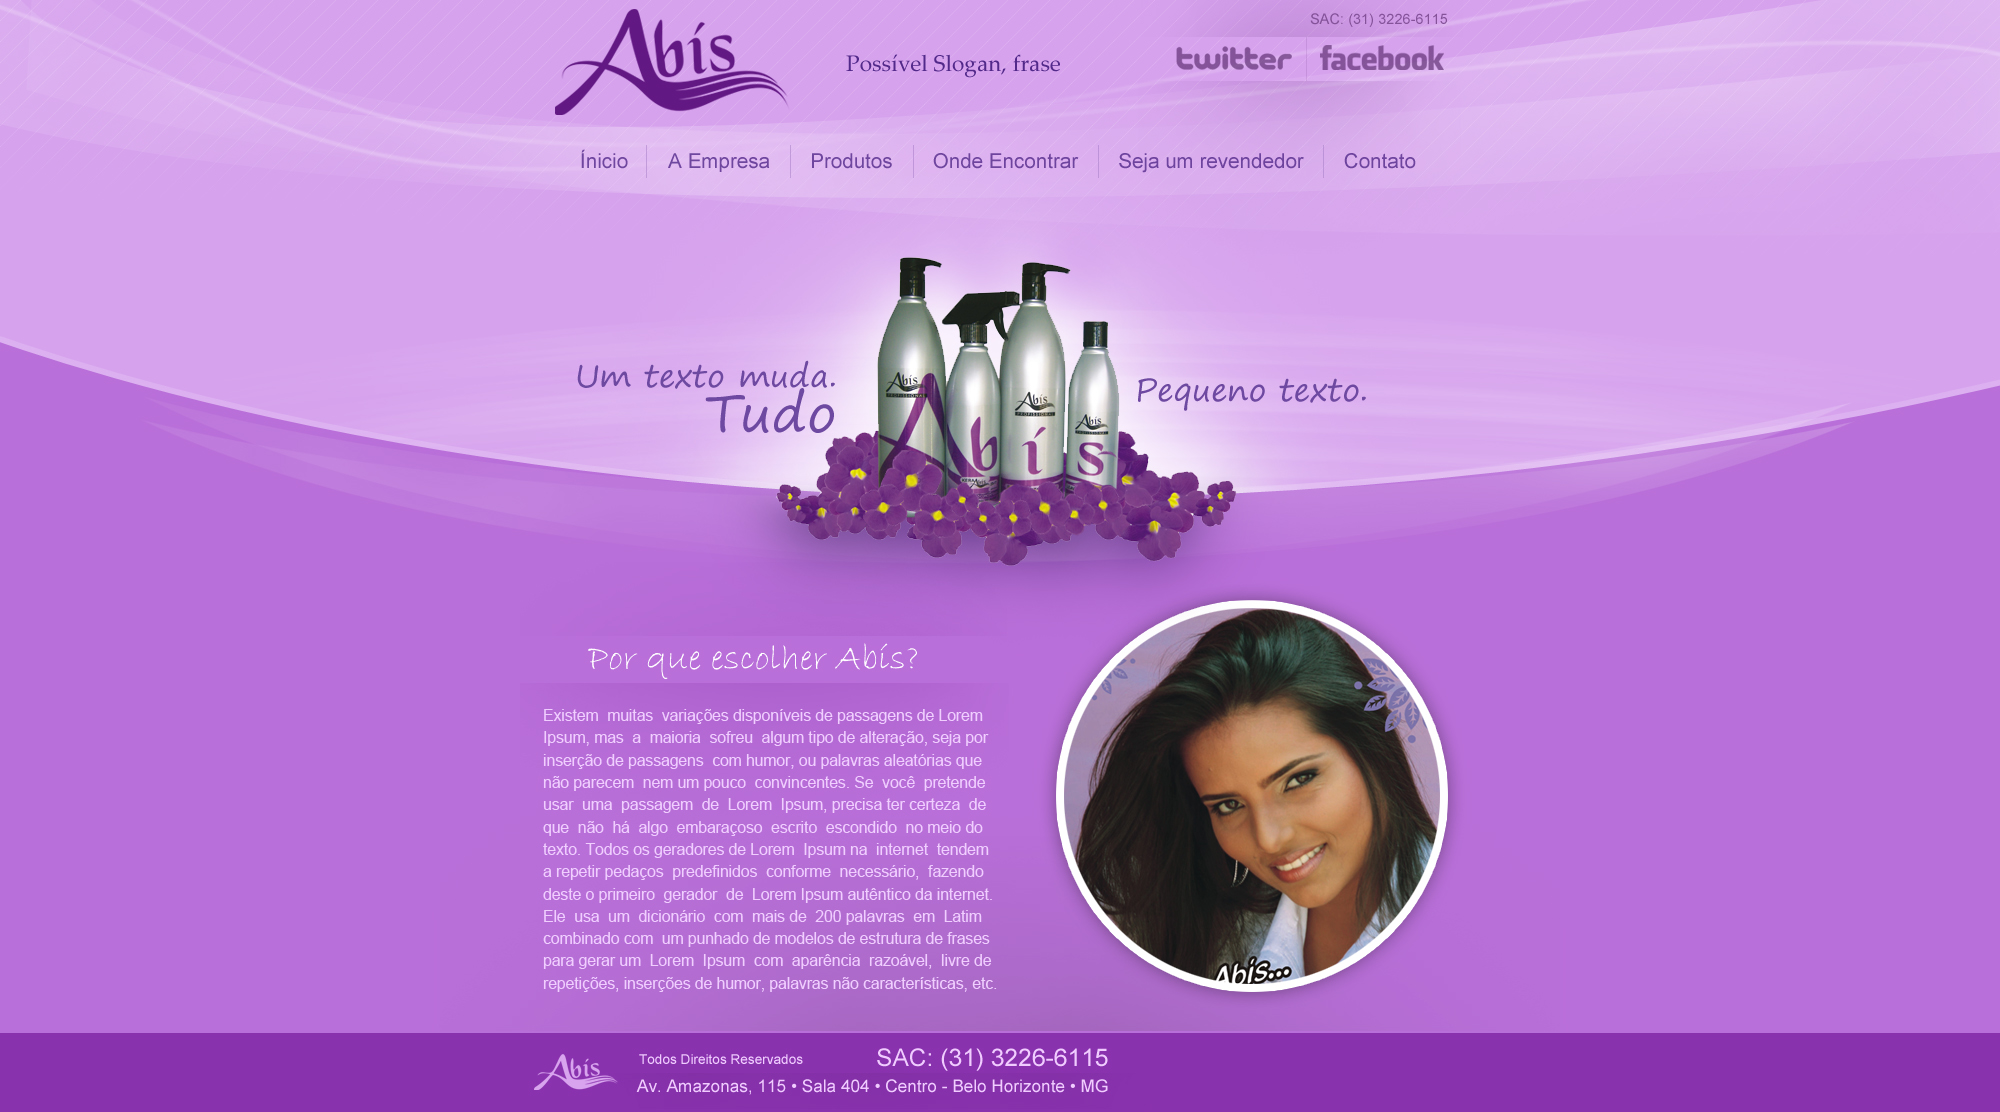 Abís
SAC: (31) 3226-6115
Possível Slogan, frase
twitter facebook
Ínicio A Empresa Produtos Onde Encontrar Seja um revendedor Contato
Um texto muda.
Tudo
Pequeno texto.
Abís
PROFISSIONAL
Abís
PROFISSIONAL
Abís
Abís
Por que escolher Abís?
Existem muitas variações disponíveis de passagens de Lorem
Ipsum, mas a maioria sofreu algum tipo de alteração, seja por
inserção de passagens com humor, ou palavras aleatórias que
não parecem nem um pouco convincentes. Se você pretende
usar uma passagem de Lorem Ipsum, precisa ter certeza de
que não há algo embaraçoso escrito escondido no meio do
texto. Todos os geradores de Lorem Ipsum na internet tendem
a repetir pedaços predefinidos conforme necessário, fazendo
deste o primeiro gerador de Lorem Ipsum autêntico da internet.
Ele usa um dicionário com mais de 200 palavras em Latim
combinado com um punhado de modelos de estrutura de frases
para gerar um Lorem Ipsum com aparência razoável, livre de
repetições, inserções de humor, palavras não características, etc.
Abís...
Abís
Todos Direitos Reservados
SAC: (31) 3226-6115
Av. Amazonas, 115 • Sala 404 • Centro - Belo Horizonte • MG